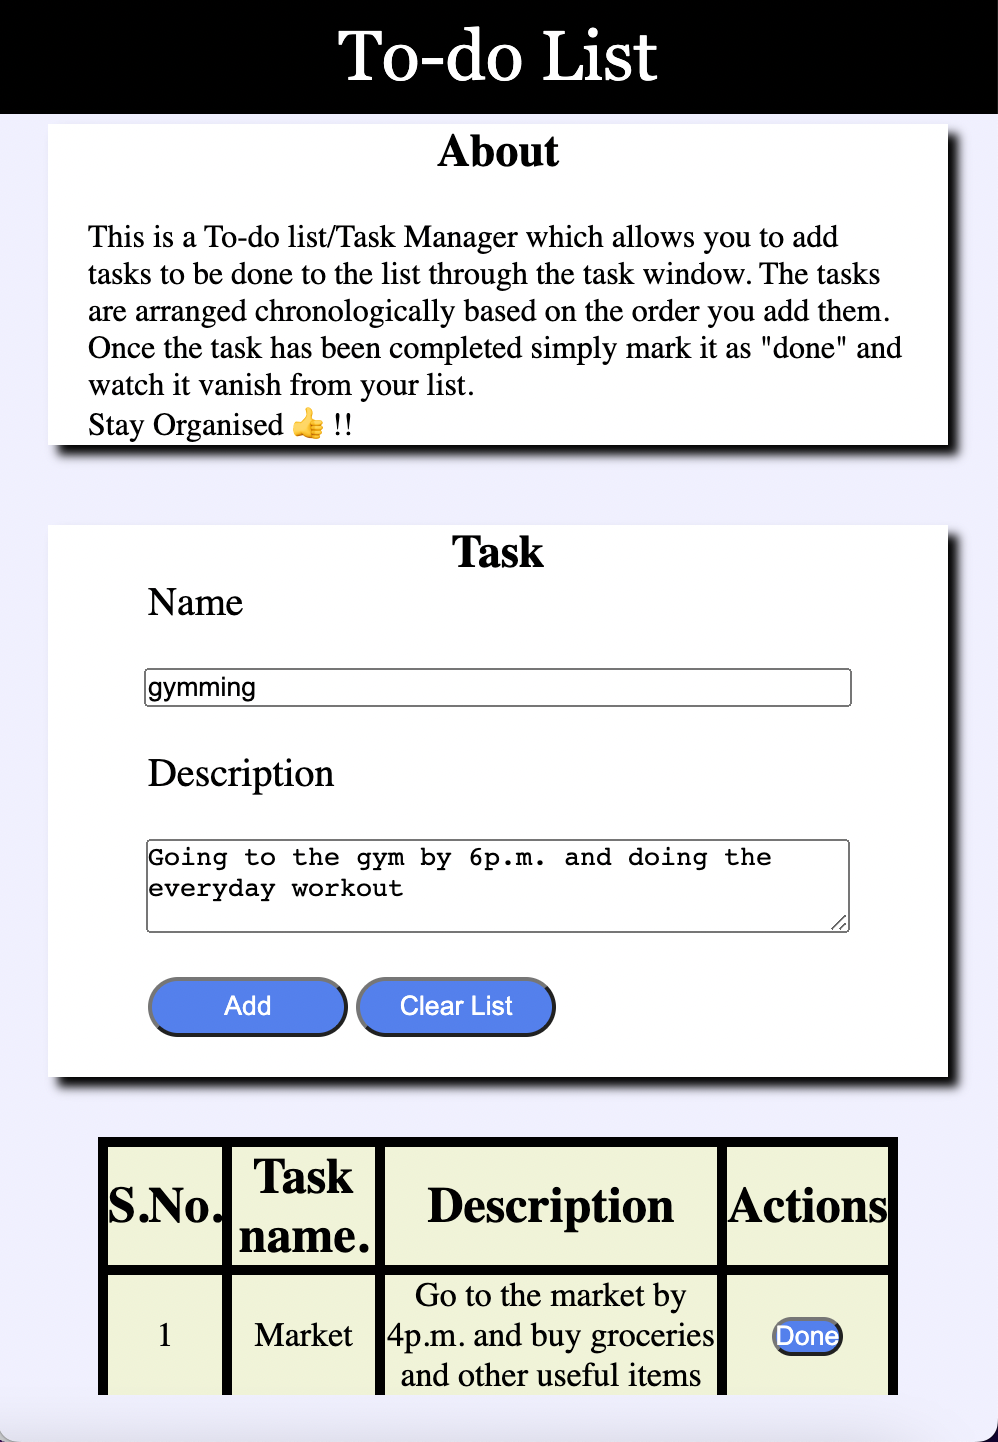 To-do List
About
This is a To-do list/Task Manager which allows you to add
tasks to be done to the list through the task window. The tasks
are arranged chronologically based on the order you add them.
Once the task has been completed simply mark it as "done" and
watch it vanish from your list.
Stay Organised 👍 !!
Task
Name
gymming
Description
Going to the gym by 6p.m. and doing the
everyday workout
Add Clear List
S.No. Task name. Description Actions
1 Market Go to the market by 4p.m. and buy groceries and other useful items Done